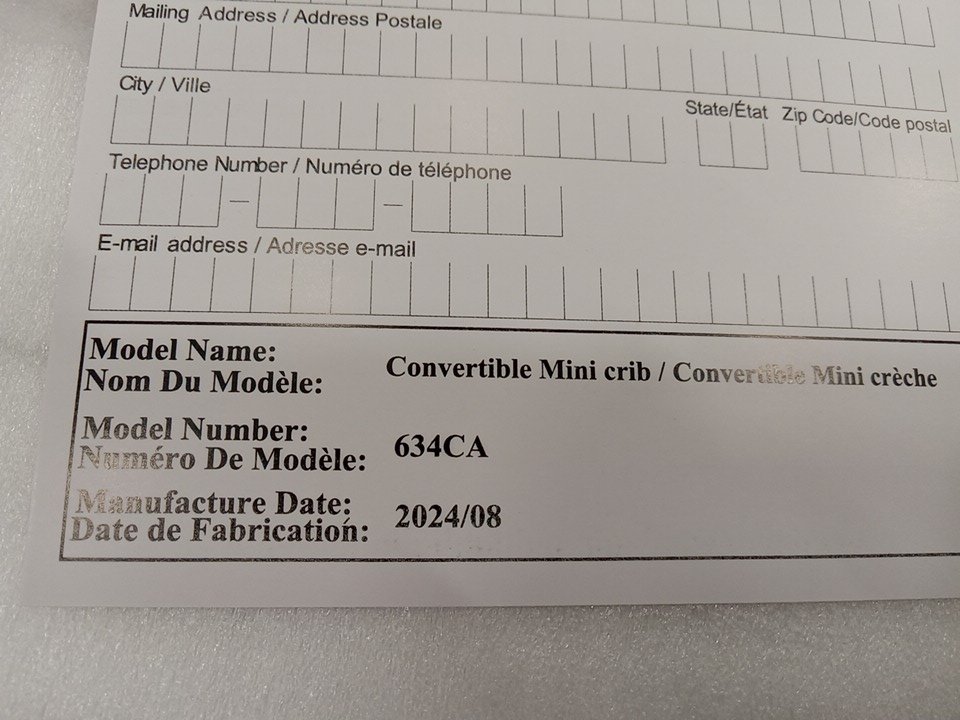 Mailing Address / Address Postale
City / Ville
State/État Zip Code/Code postal
Telephone Number / Numéro de téléphone
E-mail address / Adresse e-mail
Model Name:
Nom Du Modèle:
Convertible Mini crib / Convertible Mini crèche
Model Number:
Numéro De Modèle:
634CA
Manufacture Date:
Date de Fabrication:
2024/08